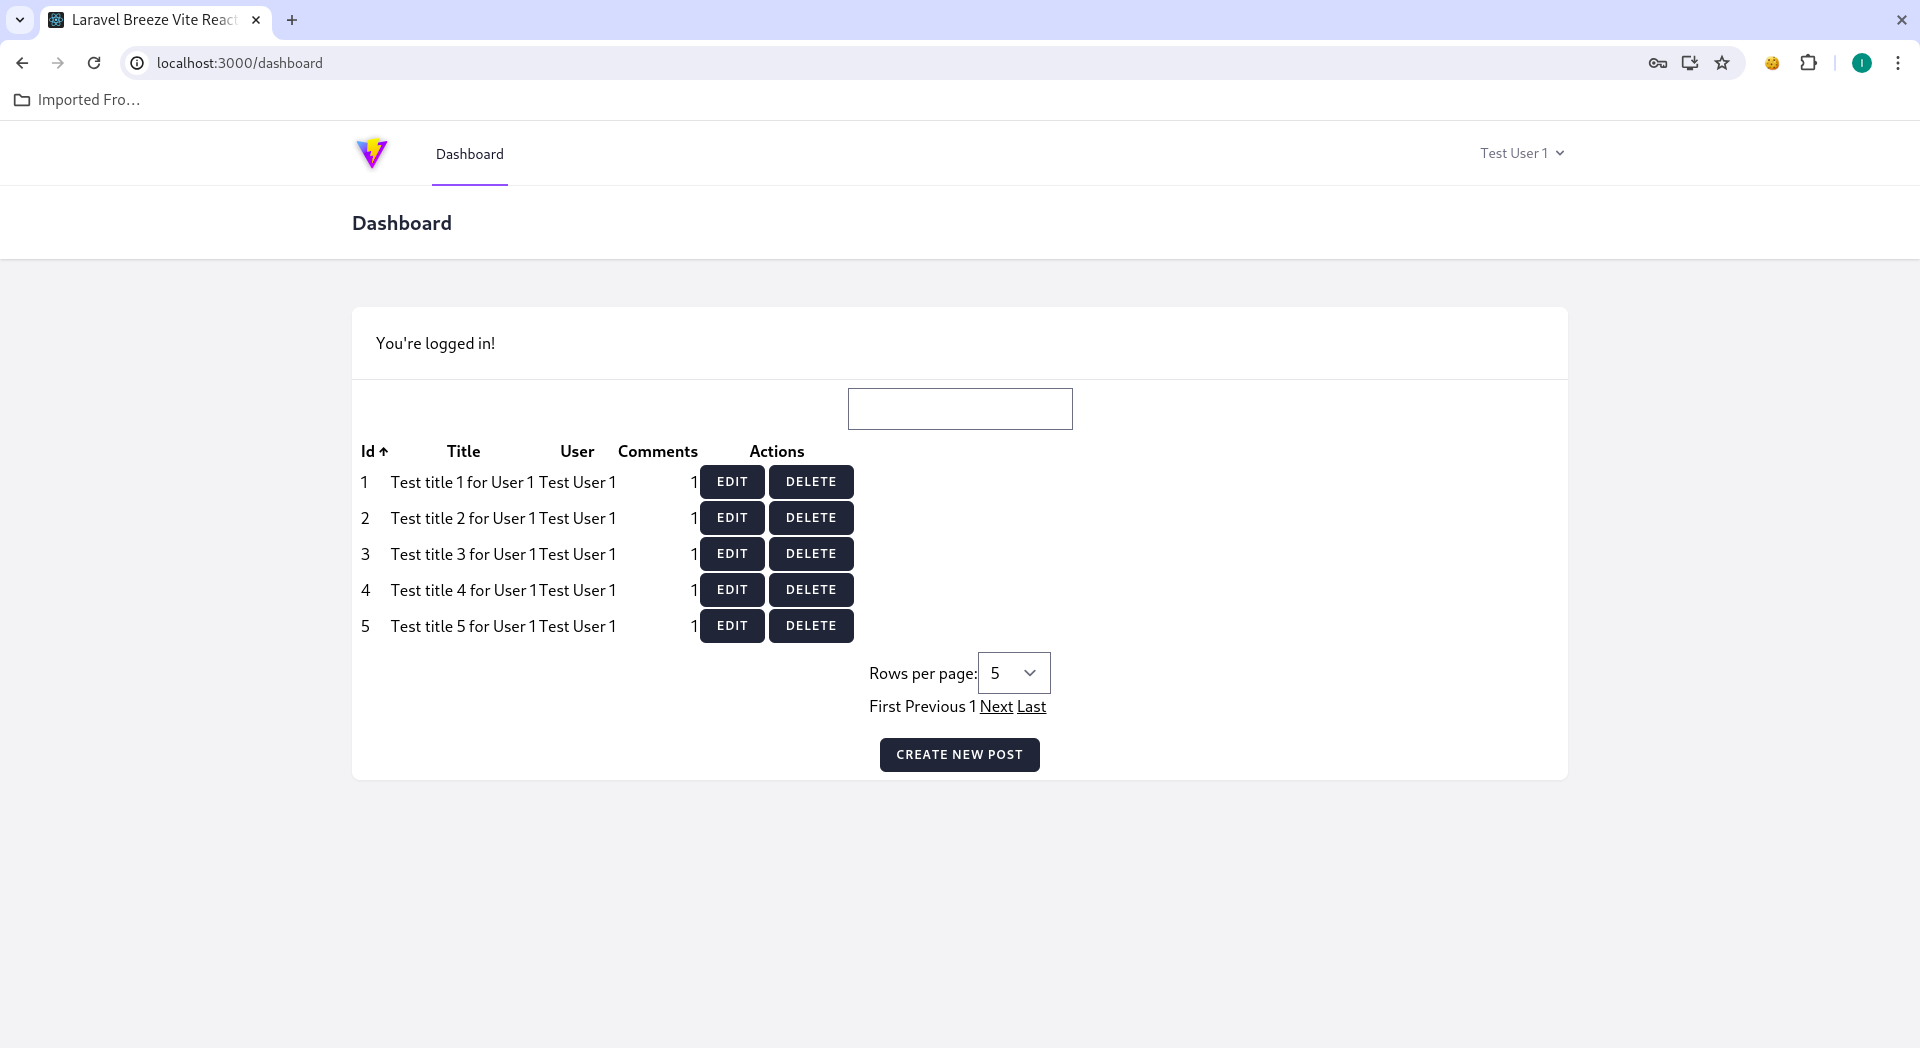 Laravel Breeze Vite React
localhost:3000/dashboard
I
Imported Fro…
Dashboard
Test User 1
Dashboard
You're logged in!
Id ↑ Title User Comments Actions
1 Test title 1 for User 1 Test User 1 1 EDIT DELETE
2 Test title 2 for User 1 Test User 1 1 EDIT DELETE
3 Test title 3 for User 1 Test User 1 1 EDIT DELETE
4 Test title 4 for User 1 Test User 1 1 EDIT DELETE
5 Test title 5 for User 1 Test User 1 1 EDIT DELETE
Rows per page: 5
First Previous 1 Next Last
CREATE NEW POST